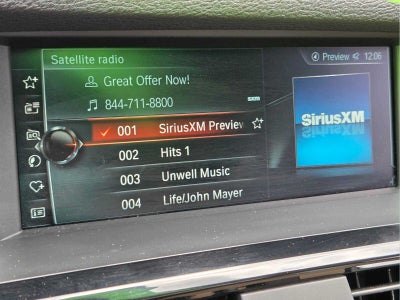 Satellite radio
Preview 12:06
Great Offer Now!
844-711-8800
001 SiriusXM Preview
002 Hits 1
003 Unwell Music
004 Life/John Mayer
SiriusXM